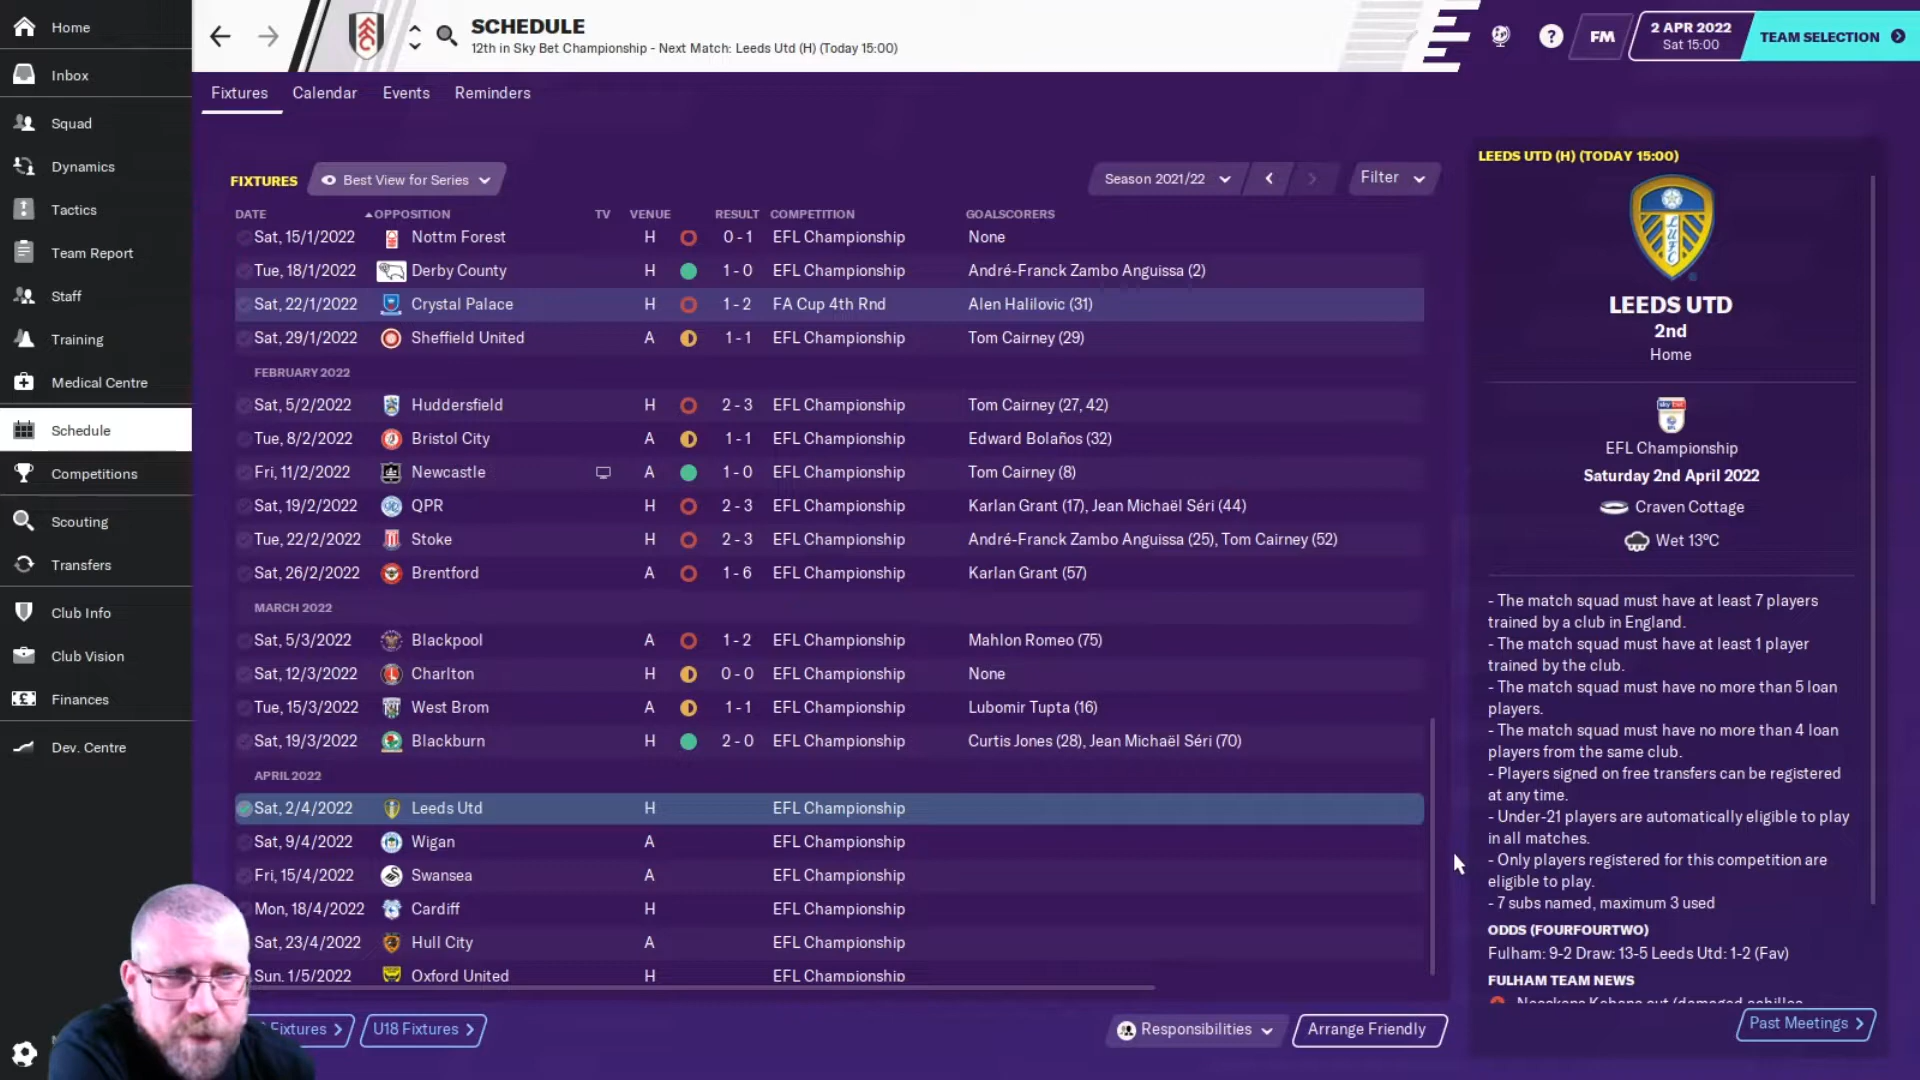 Home
Inbox
Squad
Dynamics
Tactics
Team Report
Staff
Training
Medical Centre
Schedule
Competitions
Scouting
Transfers
Club Info
Club Vision
Finances
Dev. Centre
SCHEDULE
12th in Sky Bet Championship - Next Match: Leeds Utd (H) (Today 15:00)
? FM 2 APR 2022
Sat 15:00
TEAM SELECTION
Fixtures Calendar Events Reminders
FIXTURES Best View for Series Season 2021/22 Filter
DATE OPPOSITION TV VENUE RESULT COMPETITION GOALSCORERS
Sat, 15/1/2022 Nottm Forest H 0 - 1 EFL Championship None
Tue, 18/1/2022 Derby County H 1 - 0 EFL Championship André-Franck Zambo Anguissa (2)
Sat, 22/1/2022 Crystal Palace H 1 - 2 FA Cup 4th Rnd Alen Halilovic (31)
Sat, 29/1/2022 Sheffield United A 1 - 1 EFL Championship Tom Cairney (29)
FEBRUARY 2022
Sat, 5/2/2022 Huddersfield H 2 - 3 EFL Championship Tom Cairney (27, 42)
Tue, 8/2/2022 Bristol City A 1 - 1 EFL Championship Edward Bolaños (32)
Fri, 11/2/2022 Newcastle A 1 - 0 EFL Championship Tom Cairney (8)
Sat, 19/2/2022 QPR H 2 - 3 EFL Championship Karlan Grant (17), Jean Michaël Séri (44)
Tue, 22/2/2022 Stoke H 2 - 3 EFL Championship André-Franck Zambo Anguissa (25), Tom Cairney (52)
Sat, 26/2/2022 Brentford A 1 - 6 EFL Championship Karlan Grant (57)
MARCH 2022
Sat, 5/3/2022 Blackpool A 1 - 2 EFL Championship Mahlon Romeo (75)
Sat, 12/3/2022 Charlton H 0 - 0 EFL Championship None
Tue, 15/3/2022 West Brom A 1 - 1 EFL Championship Lubomir Tupta (16)
Sat, 19/3/2022 Blackburn H 2 - 0 EFL Championship Curtis Jones (28), Jean Michaël Séri (70)
APRIL 2022
Sat, 2/4/2022 Leeds Utd H EFL Championship
Sat, 9/4/2022 Wigan A EFL Championship
Fri, 15/4/2022 Swansea A EFL Championship
Mon, 18/4/2022 Cardiff H EFL Championship
Sat, 23/4/2022 Hull City A EFL Championship
Sun, 1/5/2022 Oxford United H EFL Championship
Fixtures U18 Fixtures Responsibilities Arrange Friendly
LEEDS UTD (H) (TODAY 15:00)
LEEDS UTD
2nd
Home
EFL Championship
Saturday 2nd April 2022
Craven Cottage
Wet 13°C
- The match squad must have at least 7 players
trained by a club in England.
- The match squad must have at least 1 player
trained by the club.
- The match squad must have no more than 5 loan
players.
- The match squad must have no more than 4 loan
players from the same club.
- Players signed on free transfers can be registered
at any time.
- Under-21 players are automatically eligible to play
in all matches.
- Only players registered for this competition are
eligible to play.
- 7 subs named, maximum 3 used
ODDS (FOURFOURTWO)
Fulham: 9-2 Draw: 13-5 Leeds Utd: 1-2 (Fav)
FULHAM TEAM NEWS
Past Meetings